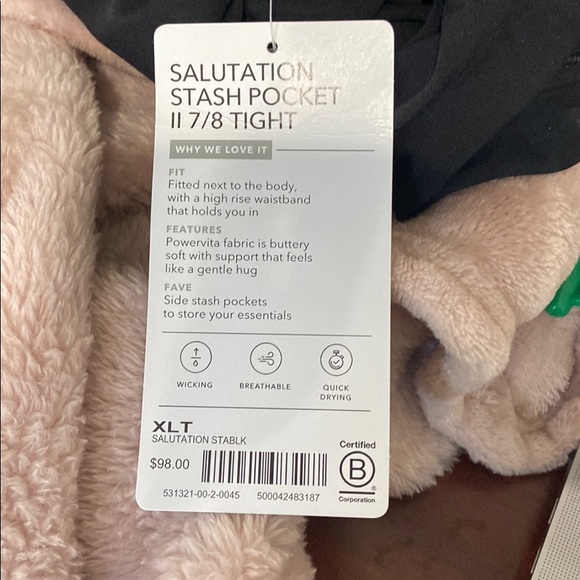 SALUTATION
STASH POCKET
II 7/8 TIGHT
WHY WE LOVE IT
FIT
Fitted next to the body,
with a high rise waistband
that holds you in
FEATURES
Powervita fabric is buttery
soft with support that feels
like a gentle hug
FAVE
Side stash pockets
to store your essentials
WICKING
BREATHABLE
QUICK
DRYING
XLT
SALUTATION STABLK
$98.00
531321-00-2-0045 500042483187
Certified
B
®
Corporation